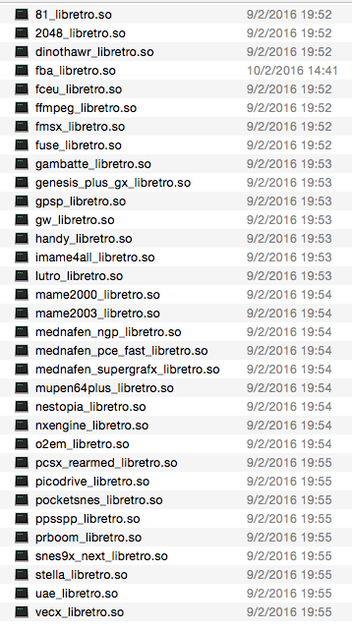 81_libretro.so 9/2/2016 19:52
2048_libretro.so 9/2/2016 19:52
dinothawr_libretro.so 9/2/2016 19:52
fba_libretro.so 10/2/2016 14:41
fceu_libretro.so 9/2/2016 19:52
ffmpeg_libretro.so 9/2/2016 19:52
fmsx_libretro.so 9/2/2016 19:52
fuse_libretro.so 9/2/2016 19:52
gambatte_libretro.so 9/2/2016 19:53
genesis_plus_gx_libretro.so 9/2/2016 19:53
gpsp_libretro.so 9/2/2016 19:53
gw_libretro.so 9/2/2016 19:53
handy_libretro.so 9/2/2016 19:53
imame4all_libretro.so 9/2/2016 19:53
lutro_libretro.so 9/2/2016 19:53
mame2000_libretro.so 9/2/2016 19:54
mame2003_libretro.so 9/2/2016 19:54
mednafen_ngp_libretro.so 9/2/2016 19:54
mednafen_pce_fast_libretro.so 9/2/2016 19:54
mednafen_supergrafx_libretro.so 9/2/2016 19:54
mupen64plus_libretro.so 9/2/2016 19:54
nestopia_libretro.so 9/2/2016 19:54
nxengine_libretro.so 9/2/2016 19:54
o2em_libretro.so 9/2/2016 19:54
pcsx_rearmed_libretro.so 9/2/2016 19:55
picodrive_libretro.so 9/2/2016 19:55
pocketsnes_libretro.so 9/2/2016 19:55
ppsspp_libretro.so 9/2/2016 19:55
prboom_libretro.so 9/2/2016 19:55
snes9x_next_libretro.so 9/2/2016 19:55
stella_libretro.so 9/2/2016 19:55
uae_libretro.so 9/2/2016 19:55
vecx_libretro.so 9/2/2016 19:55